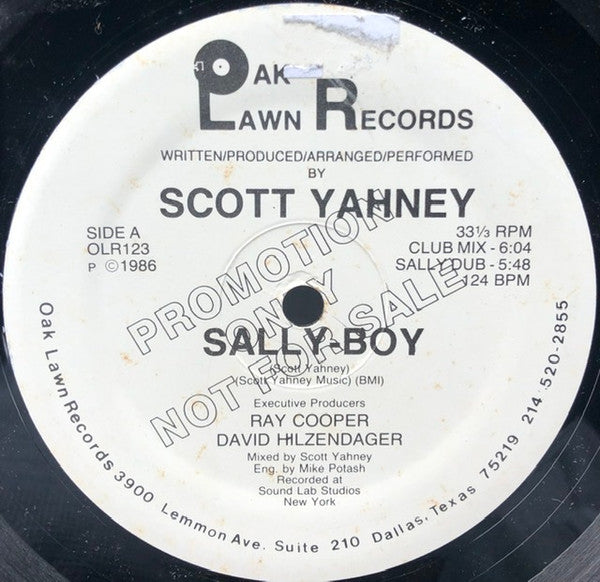 OAK
LAWN RECORDS
WRITTEN/PRODUCED/ARRANGED/PERFORMED
BY
SCOTT YAHNEY
SIDE A
OLR123
P ©1986
33⅓ RPM
CLUB MIX - 6:04
SALLY DUB - 5:48
124 BPM
PROMOTION
ONLY
NOT FOR SALE
SALLY-BOY
(Scott Yahney)
(Scott Yahney Music) (BMI)
Executive Producers
RAY COOPER
DAVID HILZENDAGER
Mixed by Scott Yahney
Eng. by Mike Potash
Recorded at
Sound Lab Studios
New York
Oak Lawn Records 3900 Lemmon Ave. Suite 210 Dallas, Texas 75219 214 520-2855